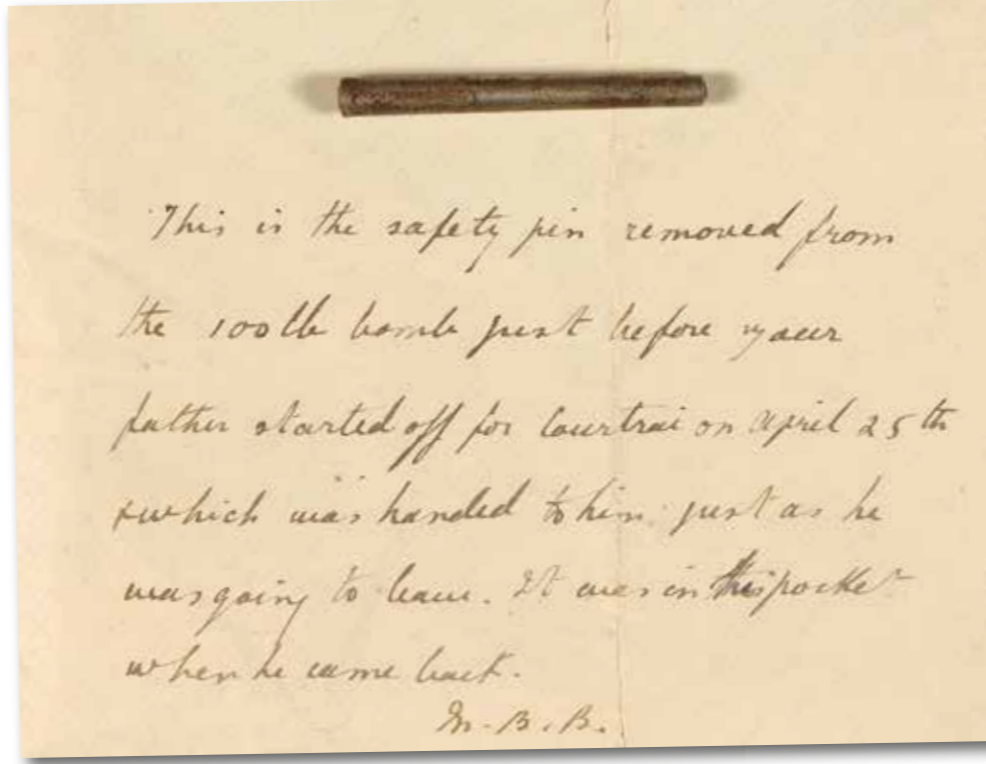 This is the safety pin removed from
the 100lb bomb just before your
father started off for Courtrai on April 25th
& which was handed to him just as he
was going to leave. It was in his pocket
when he came back.
M. B. B.